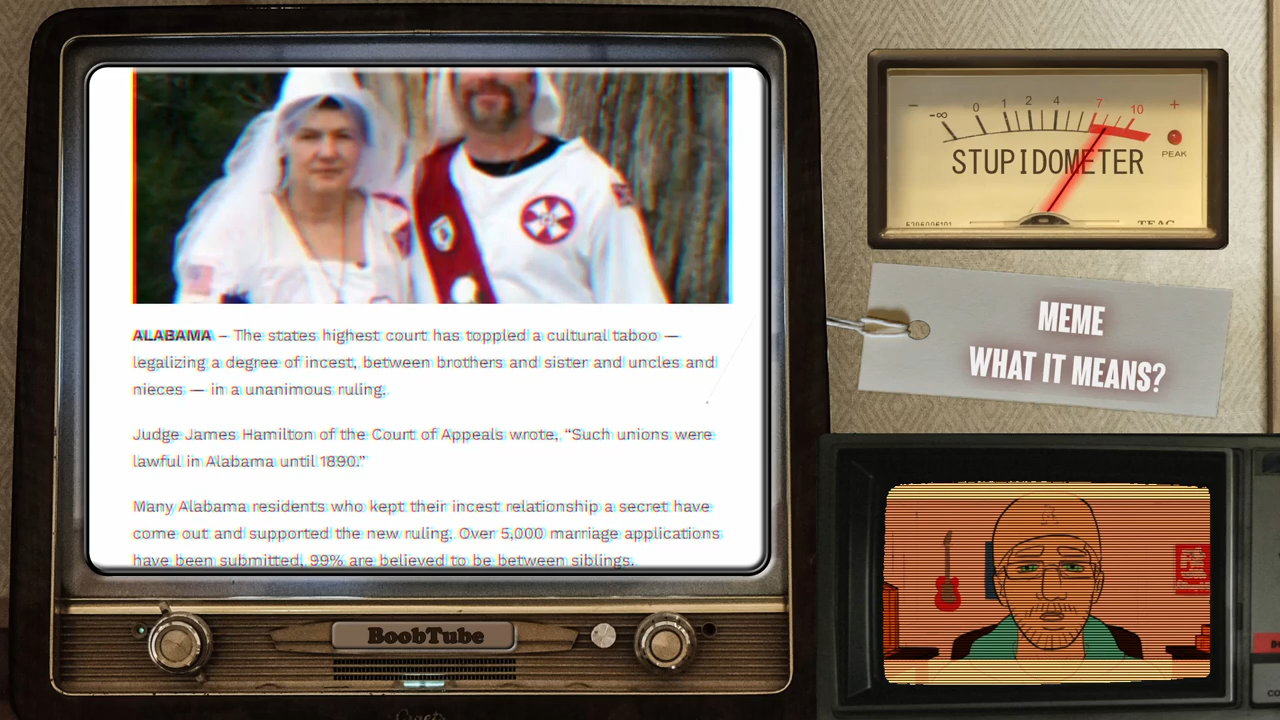 ALABAMA – The states highest court has toppled a cultural taboo —
legalizing a degree of incest, between brothers and sister and uncles and
nieces — in a unanimous ruling.
Judge James Hamilton of the Court of Appeals wrote, “Such unions were
lawful in Alabama until 1890.”
Many Alabama residents who kept their incest relationship a secret have
come out and supported the new ruling. Over 5,000 marriage applications
have been submitted, 99% are believed to be between siblings.
BoobTube
− +
-∞ 0 1 2 4 7 10
PEAK
STUPIDOMETER
MEME
WHAT IT MEANS?